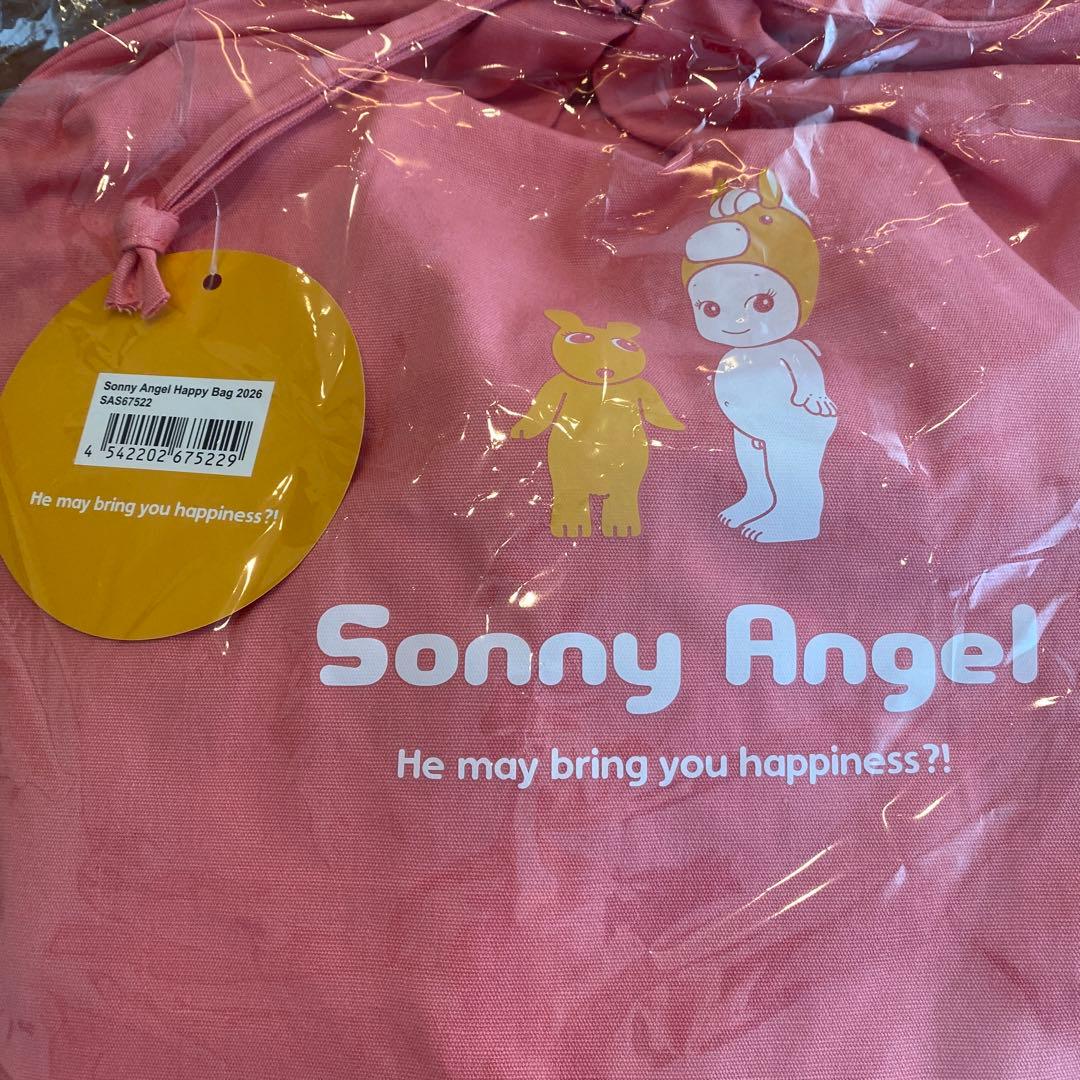 Sonny Angel Happy Bag 2026
SAS67522
4 542202 675229
He may bring you happiness?!
Sonny Angel
He may bring you happiness?!